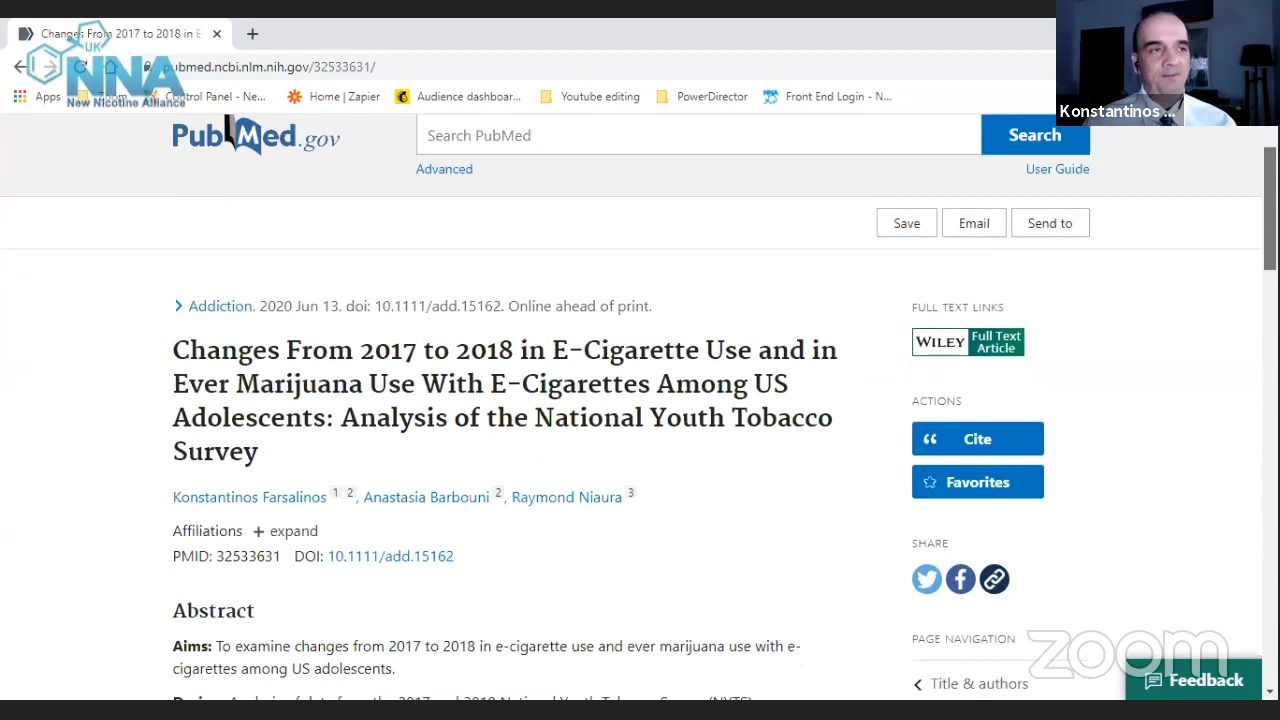 Changes From 2017 to 2018 in E-
UK
NNA
New Nicotine Alliance
pubmed.ncbi.nlm.nih.gov/32533631/
Apps
Control Panel - Ne...
Home | Zapier
Audience dashboar...
Youtube editing
PowerDirector
Front End Login - N...
Konstantinos ...
PubMed.gov
Search PubMed
Search
Advanced
User Guide
Save
Email
Send to
Addiction. 2020 Jun 13. doi: 10.1111/add.15162. Online ahead of print.
Changes From 2017 to 2018 in E-Cigarette Use and in
Ever Marijuana Use With E-Cigarettes Among US
Adolescents: Analysis of the National Youth Tobacco
Survey
Konstantinos Farsalinos 1 2, Anastasia Barbouni 2, Raymond Niaura 3
Affiliations + expand
PMID: 32533631 DOI: 10.1111/add.15162
Abstract
Aims: To examine changes from 2017 to 2018 in e-cigarette use and ever marijuana use with e-
cigarettes among US adolescents.
FULL TEXT LINKS
WILEY Full Text
Article
ACTIONS
Cite
Favorites
SHARE
PAGE NAVIGATION
Title & authors
zoom
Feedback